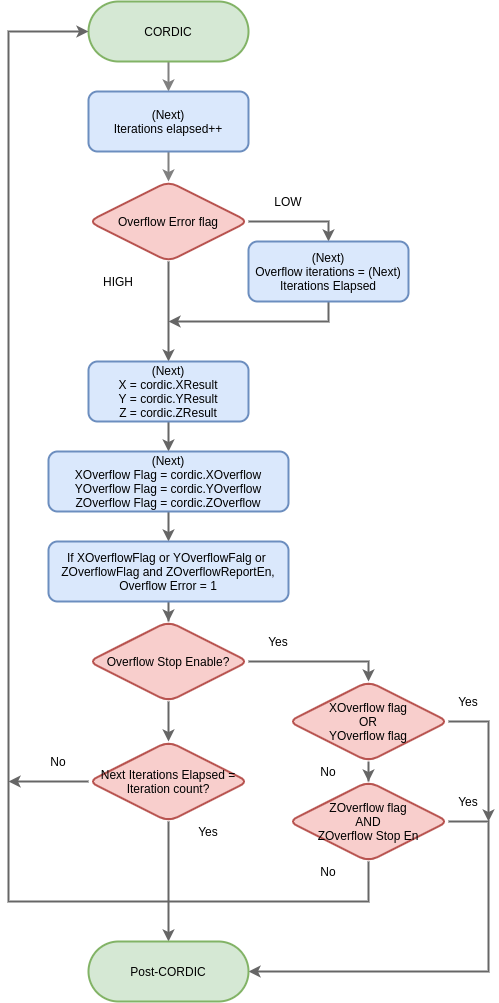 CORDIC
(Next)
Iterations elapsed++
Overflow Error flag
LOW
(Next)
Overflow iterations = (Next)
Iterations Elapsed
HIGH
(Next)
X = cordic.XResult
Y = cordic.YResult
Z = cordic.ZResult
(Next)
XOverflow Flag = cordic.XOverflow
YOverflow Flag = cordic.YOverflow
ZOverflow Flag = cordic.ZOverflow
If XOverflowFlag or YOverflowFalg or
ZOverflowFlag and ZOverflowReportEn,
Overflow Error = 1
Overflow Stop Enable?
Yes
XOverflow flag
OR
YOverflow flag
Yes
No
Next Iterations Elapsed =
Iteration count?
No
Yes
ZOverflow flag
AND
ZOverflow Stop En
Yes
No
Post-CORDIC